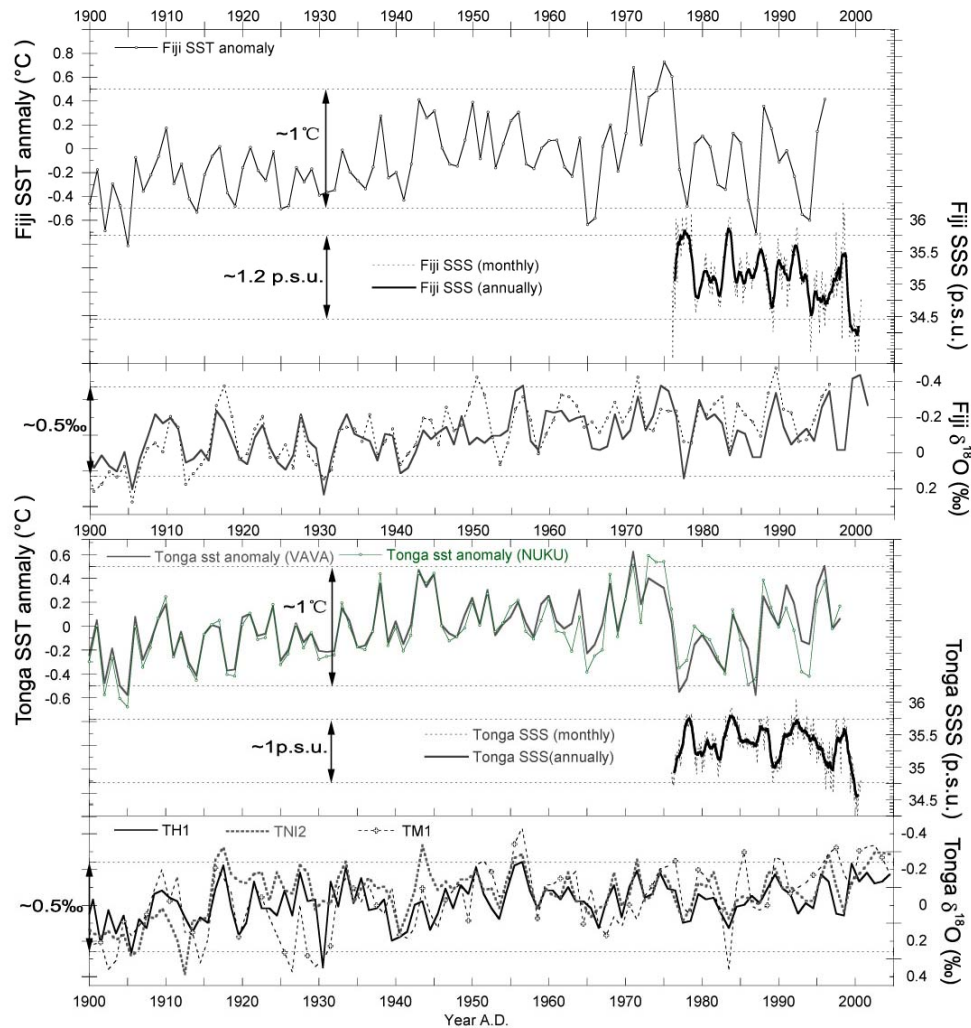 1900 1910 1920 1930 1940 1950 1960 1970 1980 1990 2000
Fiji SST anmaly (°C)
0.8
0.6
0.4
0.2
0
-0.2
-0.4
-0.6
Fiji SST anomaly
~1℃
~1.2 p.s.u.
Fiji SSS (monthly)
Fiji SSS (annually)
36
35.5
35
34.5
Fiji SSS (p.s.u.)
~0.5‰
-0.4
-0.2
0
0.2
Fiji δ18O (‰)
1900 1910 1920 1930 1940 1950 1960 1970 1980 1990 2000
Tonga SST anomaly (°C)
0.6
0.4
0.2
0
-0.2
-0.4
-0.6
Tonga sst anomaly (VAVA) Tonga sst anomaly (NUKU)
~1℃
~1p.s.u.
Tonga SSS (monthly)
Tonga SSS(annually)
36
35.5
35
34.5
Tonga SSS (p.s.u.)
TH1 TNI2 TM1
~0.5‰
-0.4
-0.2
0
0.2
0.4
Tonga δ18O (‰)
1900 1910 1920 1930 1940 1950 1960 1970 1980 1990 2000
Year A.D.